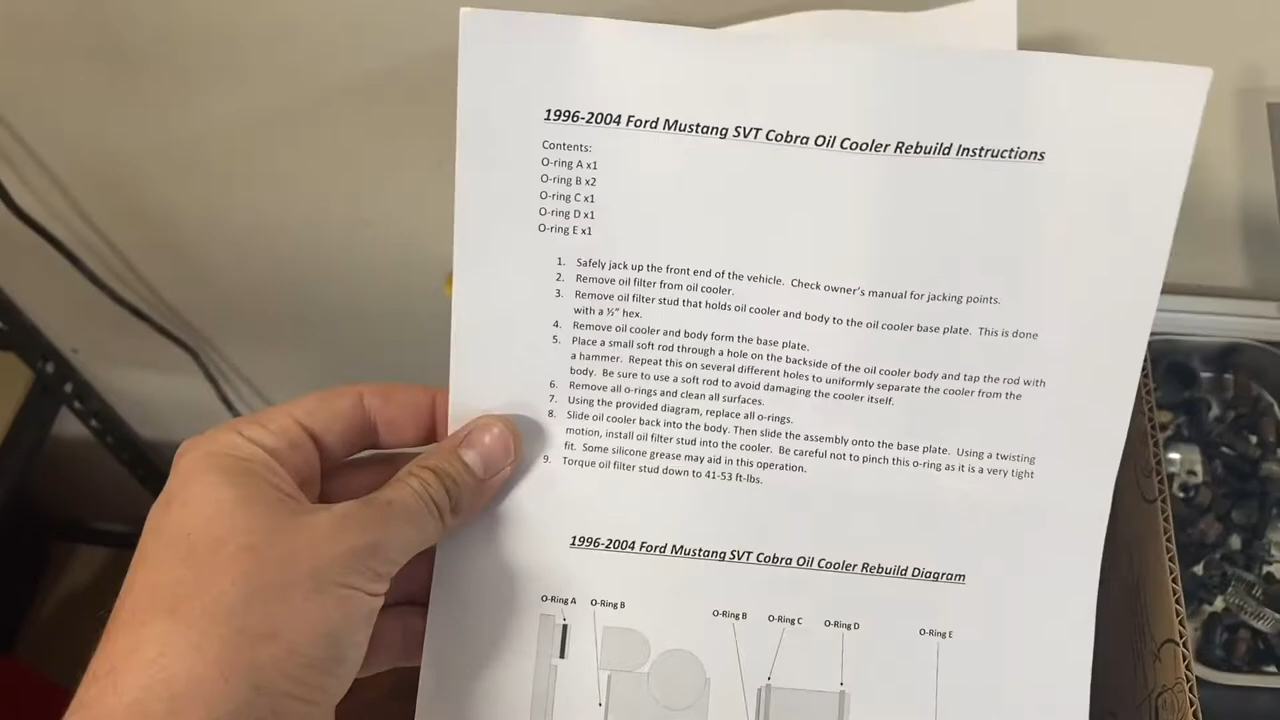 1996-2004 Ford Mustang SVT Cobra Oil Cooler Rebuild Instructions
Contents:
O-ring A x1
O-ring B x2
O-ring C x1
O-ring D x1
O-ring E x1
1. Safely jack up the front end of the vehicle. Check owner's manual for jacking points.
2. Remove oil filter from oil cooler.
3. Remove oil filter stud that holds oil cooler and body to the oil cooler base plate. This is done
with a ½" hex.
4. Remove oil cooler and body form the base plate.
5. Place a small soft rod through a hole on the backside of the oil cooler body and tap the rod with
a hammer. Repeat this on several different holes to uniformly separate the cooler from the
body. Be sure to use a soft rod to avoid damaging the cooler itself.
6. Remove all o-rings and clean all surfaces.
7. Using the provided diagram, replace all o-rings.
8. Slide oil cooler back into the body. Then slide the assembly onto the base plate. Using a twisting
motion, install oil filter stud into the cooler. Be careful not to pinch this o-ring as it is a very tight
fit. Some silicone grease may aid in this operation.
9. Torque oil filter stud down to 41-53 ft-lbs.
1996-2004 Ford Mustang SVT Cobra Oil Cooler Rebuild Diagram
O-Ring A O-Ring B O-Ring B O-Ring C O-Ring D O-Ring E